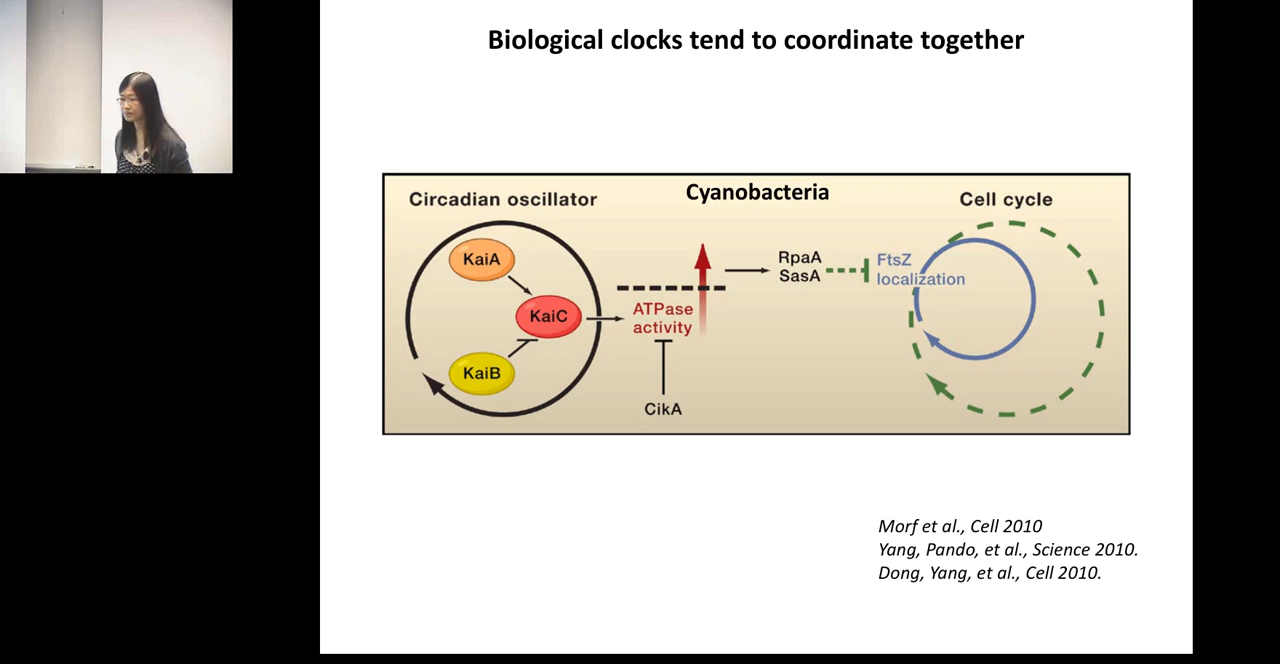 Biological clocks tend to coordinate together
Cyanobacteria
Circadian oscillator
Cell cycle
KaiA
KaiC
KaiB
ATPase
activity
CikA
RpaA
SasA
FtsZ
localization
Morf et al., Cell 2010
Yang, Pando, et al., Science 2010.
Dong, Yang, et al., Cell 2010.